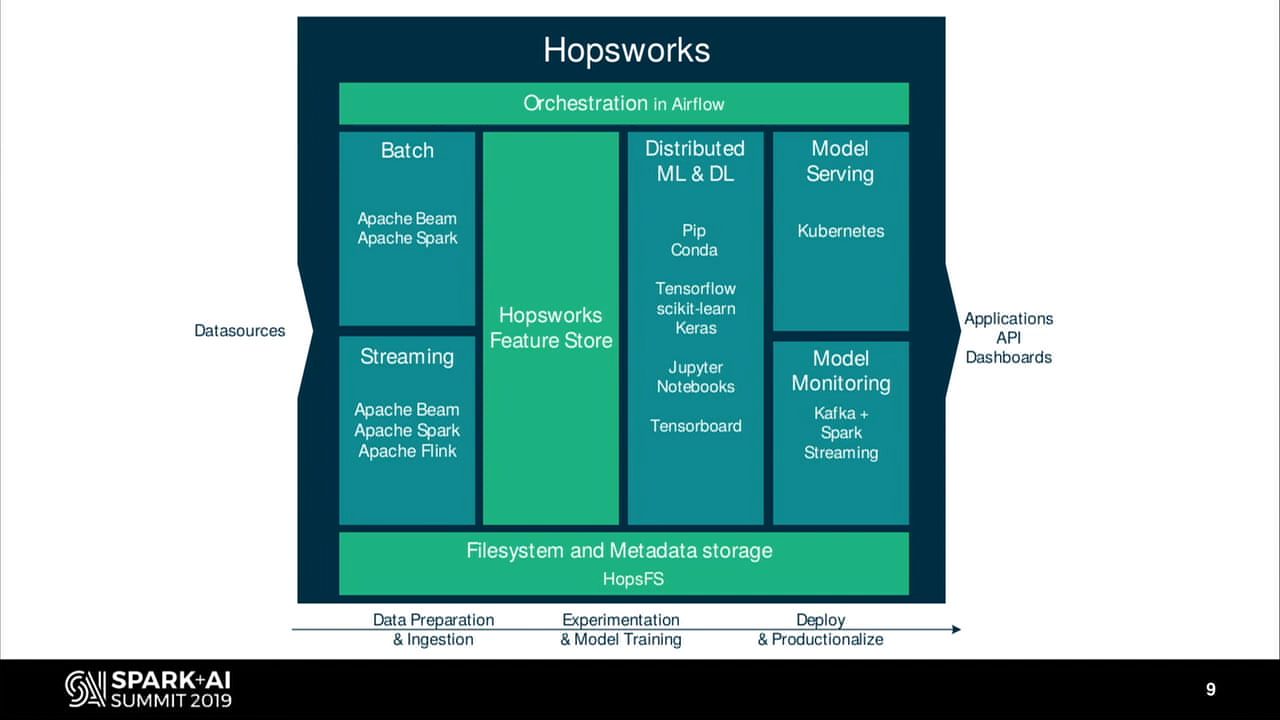 Hopsworks
Orchestration in Airflow
Batch
Apache Beam
Apache Spark
Streaming
Apache Beam
Apache Spark
Apache Flink
Hopsworks
Feature Store
Distributed
ML & DL
Pip
Conda
Tensorflow
scikit-learn
Keras
Jupyter
Notebooks
Tensorboard
Model
Serving
Kubernetes
Model
Monitoring
Kafka +
Spark
Streaming
Datasources
Applications
API
Dashboards
Filesystem and Metadata storage
HopsFS
Data Preparation
& Ingestion
Experimentation
& Model Training
Deploy
& Productionalize
SPARK+AI
SUMMIT 2019
9